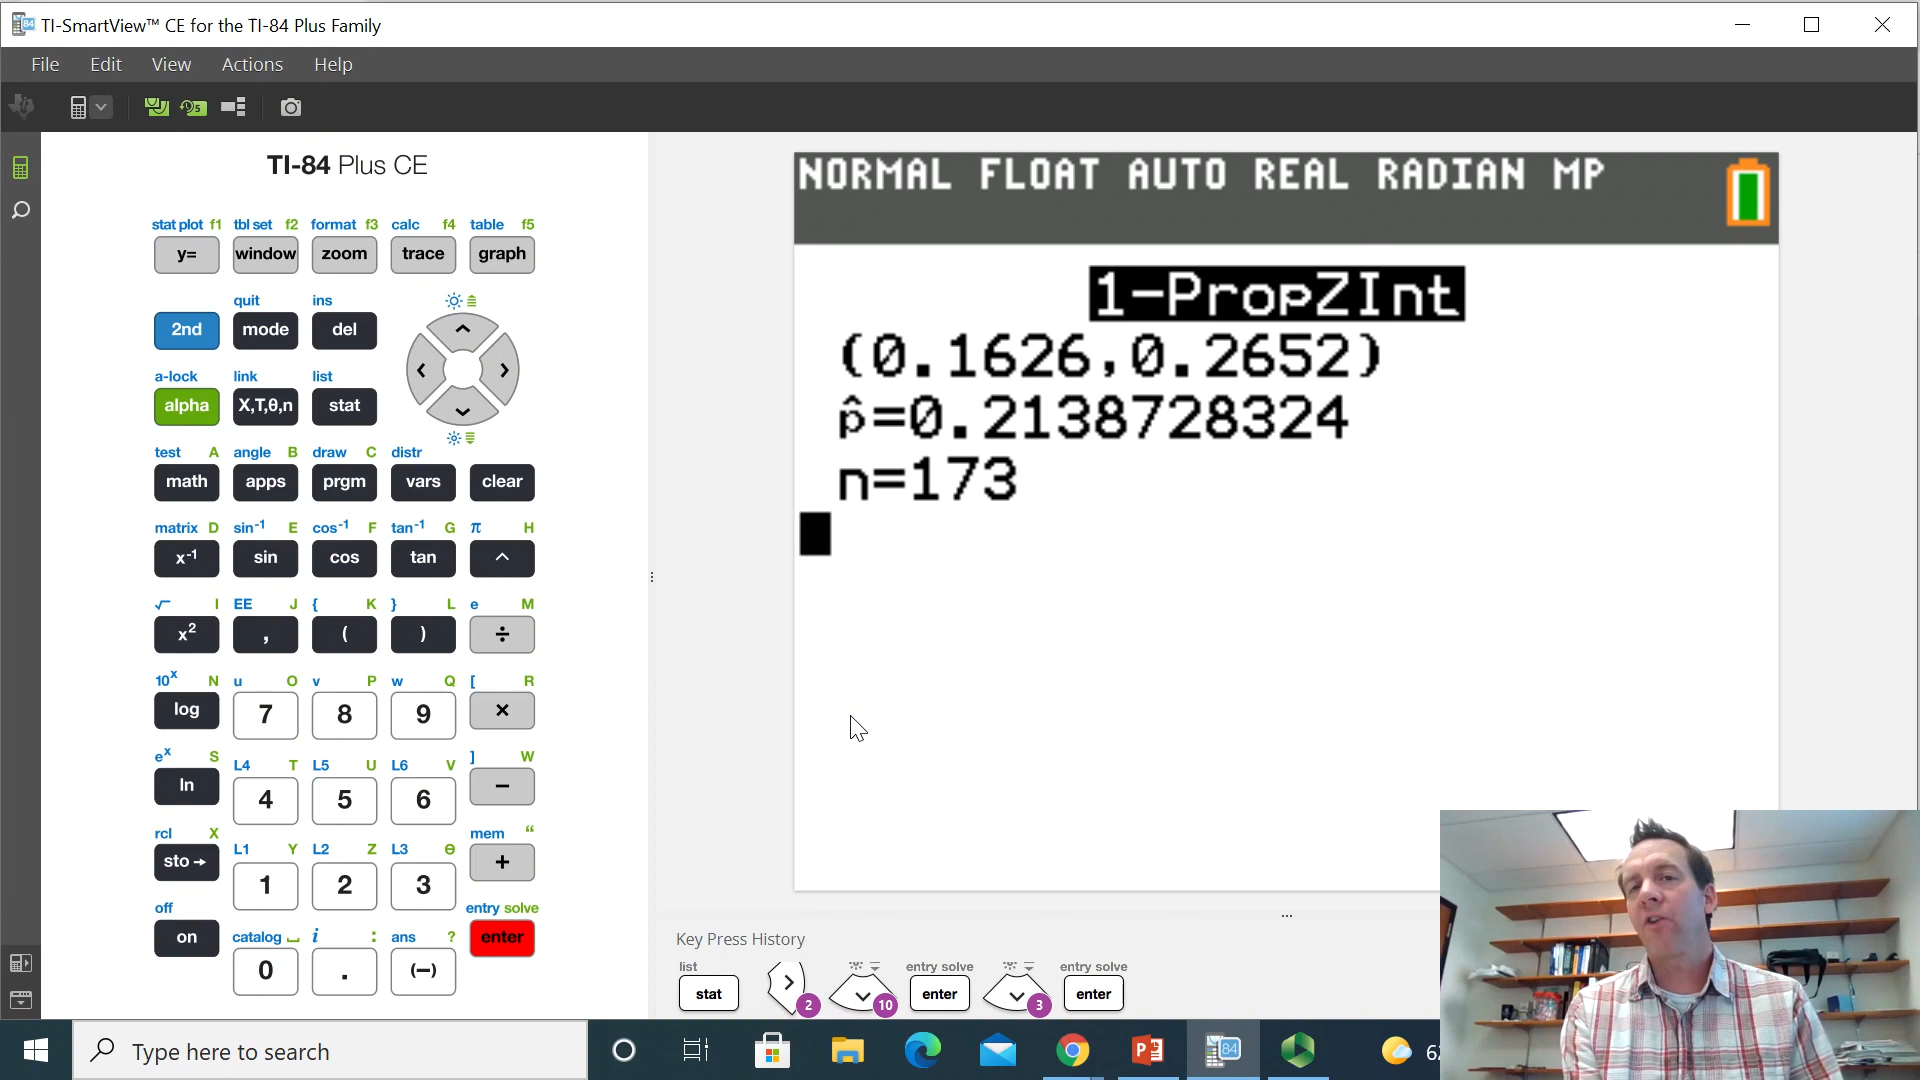 TI-SmartView™ CE for the TI-84 Plus Family
File Edit View Actions Help
TI-84 Plus CE
stat plot f1 tbl set f2 format f3 calc f4 table f5
y= window zoom trace graph
quit ins
2nd mode del
a-lock link list
alpha X,T,θ,n stat
test A angle B draw C distr
math apps prgm vars clear
matrix D sin-1 E cos-1 F tan-1 G π H
x-1 sin cos tan ^
√ I EE J { K } L e M
x2 , ( ) ÷
10x N u O v P w Q [ R
log 7 8 9 ×
ex S L4 T L5 U L6 V ] W
ln 4 5 6 −
rcl X L1 Y L2 Z L3 θ mem “
sto→ 1 2 3 +
off catalog i : ans ? entry solve
on 0 . (−) enter
NORMAL FLOAT AUTO REAL RADIAN MP
1-PropZInt
(0.1626,0.2652)
p̂=0.2138728324
n=173
Key Press History
list entry solve entry solve
stat 2 10 enter 3 enter
Type here to search
84